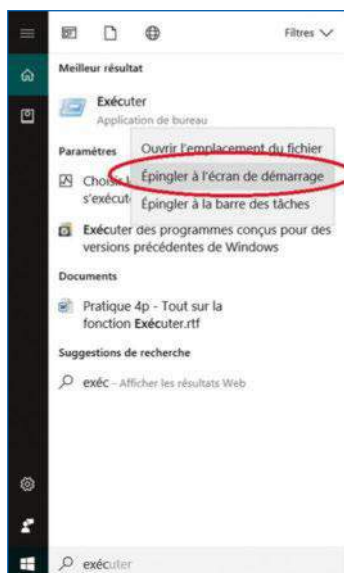 Filtres
Meilleur résultat
Exécuter
Application de bureau
Paramètres
Ouvrir l'emplacement du fichier
Épingler à l'écran de démarrage
Épingler à la barre des tâches
s'exécut
Exécuter des programmes conçus pour des
versions précédentes de Windows
Documents
Pratique 4p - Tout sur la
fonction Exécuter.rtf
Suggestions de recherche
exéc - Afficher les résultats Web
exécuter